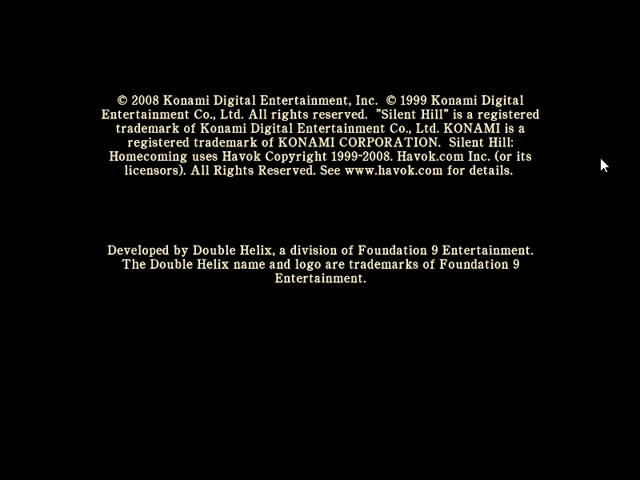 © 2008 Konami Digital Entertainment, Inc.  © 1999 Konami Digital
Entertainment Co., Ltd. All rights reserved.  "Silent Hill" is a registered
trademark of Konami Digital Entertainment Co., Ltd. KONAMI is a
registered trademark of KONAMI CORPORATION.  Silent Hill:
Homecoming uses Havok Copyright 1999-2008. Havok.com Inc. (or its
licensors). All Rights Reserved. See www.havok.com for details.
Developed by Double Helix, a division of Foundation 9 Entertainment.
The Double Helix name and logo are trademarks of Foundation 9
Entertainment.